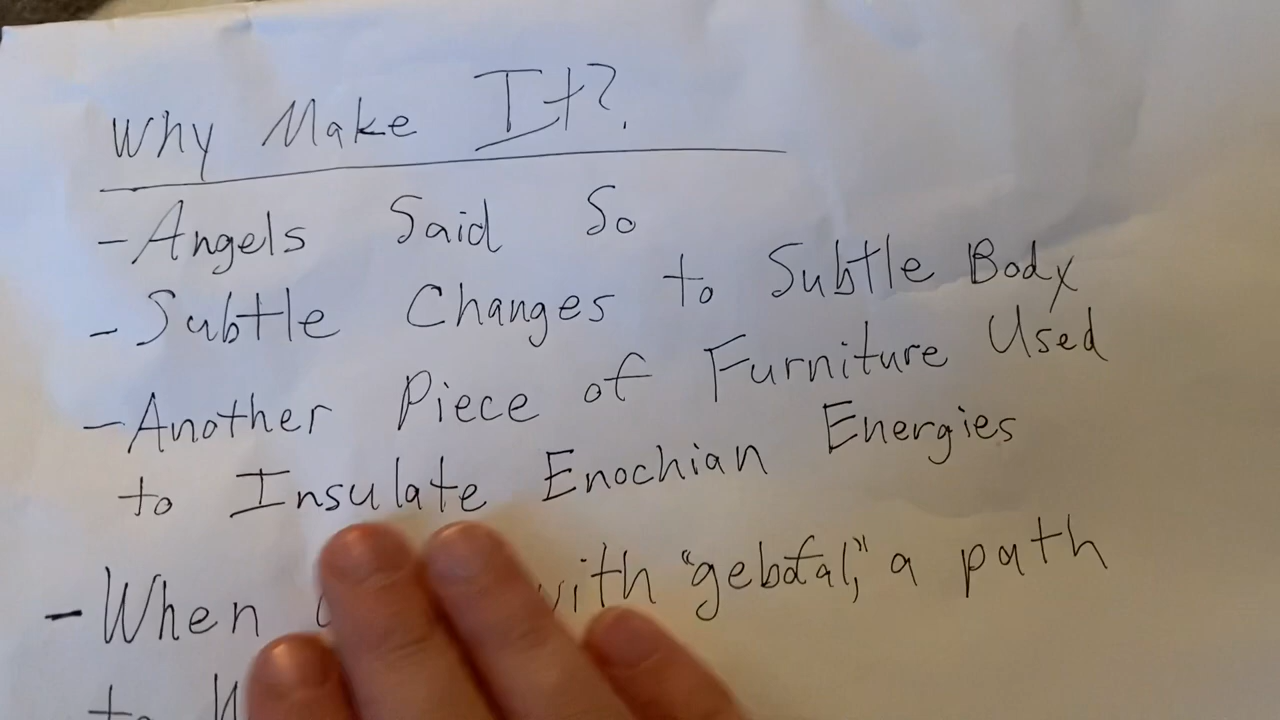 Why Make It?
- Angels Said So
- Subtle Changes to Subtle Body
- Another Piece of Furniture Used
to Insulate Enochian Energies
- When with "gebofal," a path
to